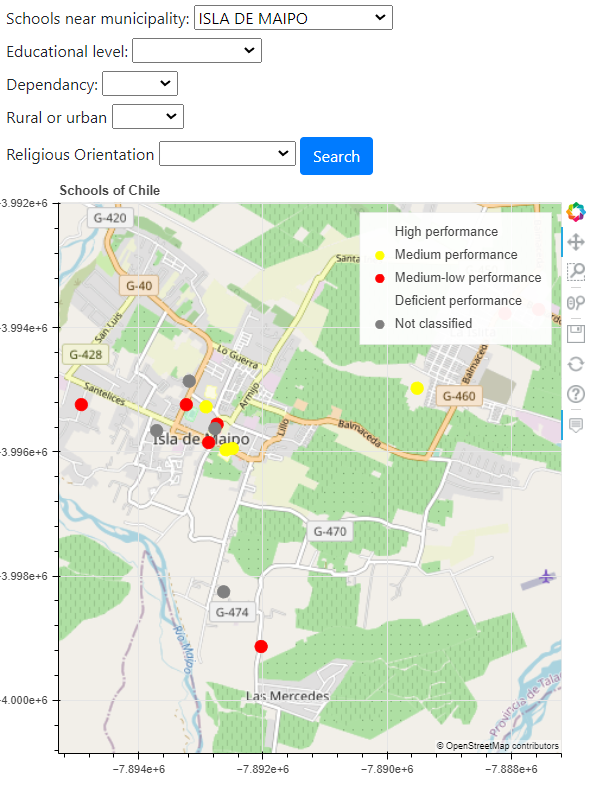 Schools near municipality: ISLA DE MAIPO
Educational level:
Dependancy:
Rural or urban
Religious Orientation Search
Schools of Chile
-3.992e+6
-3.994e+6
-3.996e+6
-3.998e+6
-4.000e+6
G-420
High performance
Medium performance
Medium-low performance
Deficient performance
Not classified
Santa
G-40
San Luis
Lo Guerra
G-428
Santelices
Armijo
Balmaced
G-460
Lillo
Balmaceda
Isla de Maipo
G-470
G-474
Río Maipo
Las Mercedes
Provincia de Tala
© OpenStreetMap contributors
−7.894e+6 −7.892e+6 −7.890e+6 −7.888e+6